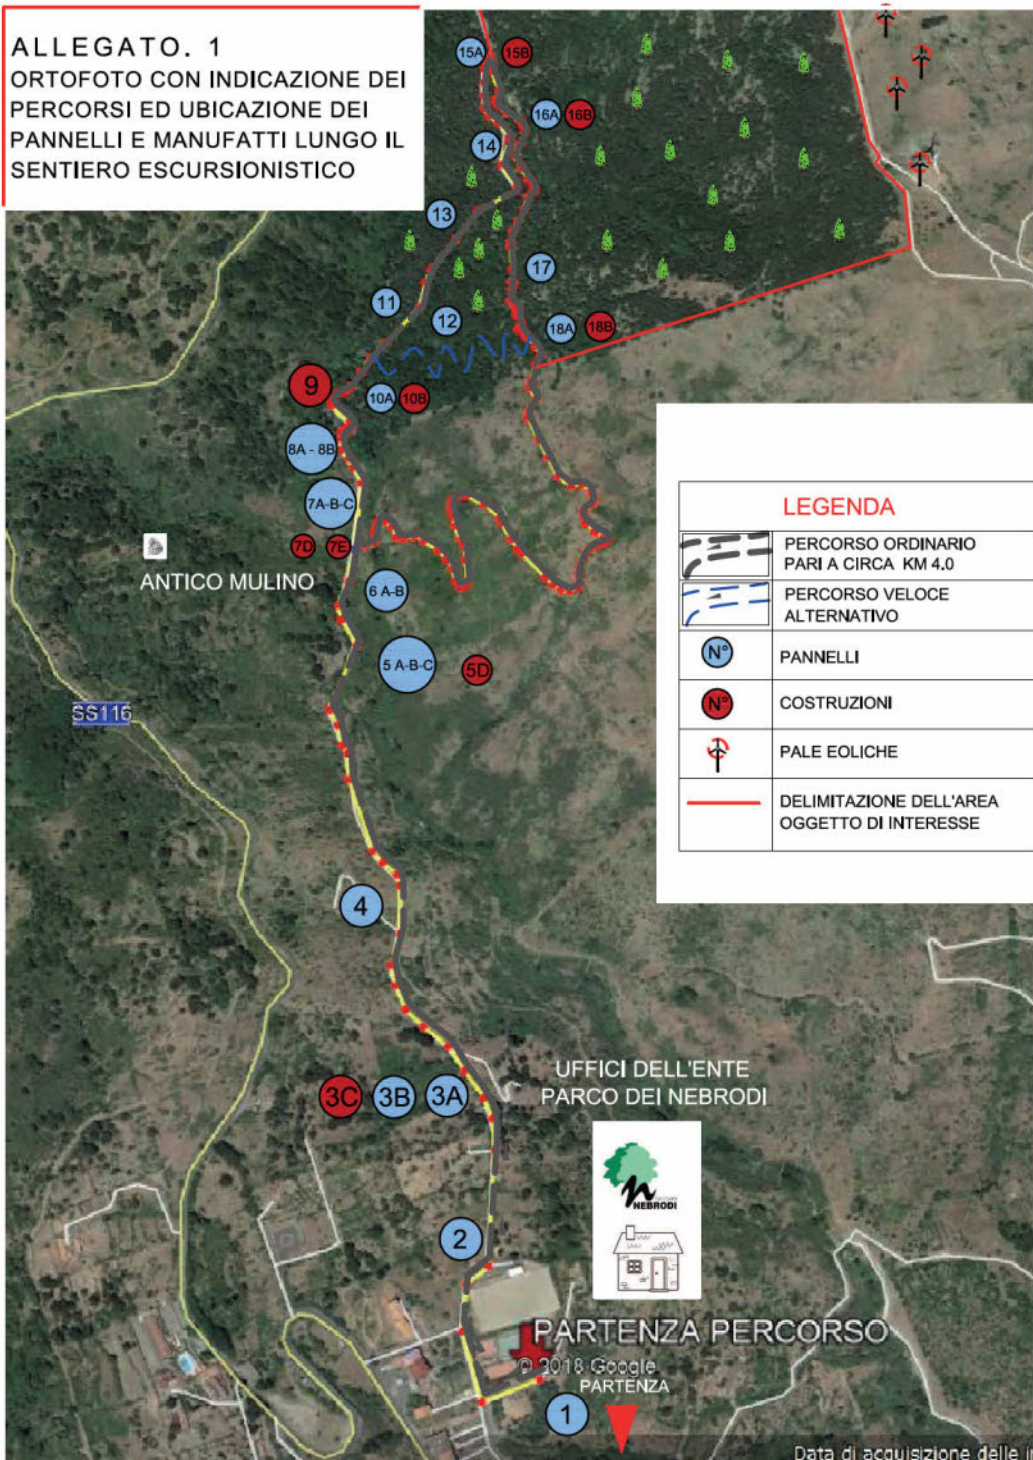 ALLEGATO. 1
ORTOFOTO CON INDICAZIONE DEI
PERCORSI ED UBICAZIONE DEI
PANNELLI E MANUFATTI LUNGO IL
SENTIERO ESCURSIONISTICO
15A
15B
16A
16B
14
13
17
11
12
18A
18B
9
10A
10B
8A - 8B
7A-B-C
7D
7E
ANTICO MULINO
6 A-B
5 A-B-C
5D
SS116
LEGENDA
PERCORSO ORDINARIO
PARI A CIRCA KM 4.0
PERCORSO VELOCE
ALTERNATIVO
N°
PANNELLI
N°
COSTRUZIONI
PALE EOLICHE
DELIMITAZIONE DELL'AREA
OGGETTO DI INTERESSE
4
UFFICI DELL'ENTE
PARCO DEI NEBRODI
3C
3B
3A
NEBRODI
2
PARTENZA PERCORSO
© 2018 Google
PARTENZA
1
Data di acquisizione delle